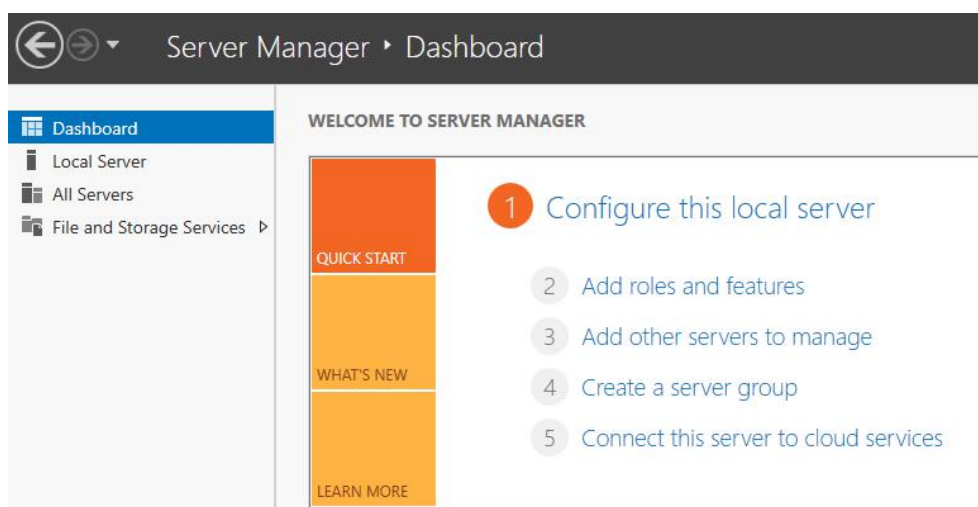 Server Manager ‣ Dashboard
Dashboard
Local Server
All Servers
File and Storage Services
WELCOME TO SERVER MANAGER
QUICK START
WHAT'S NEW
LEARN MORE
1 Configure this local server
2 Add roles and features
3 Add other servers to manage
4 Create a server group
5 Connect this server to cloud services